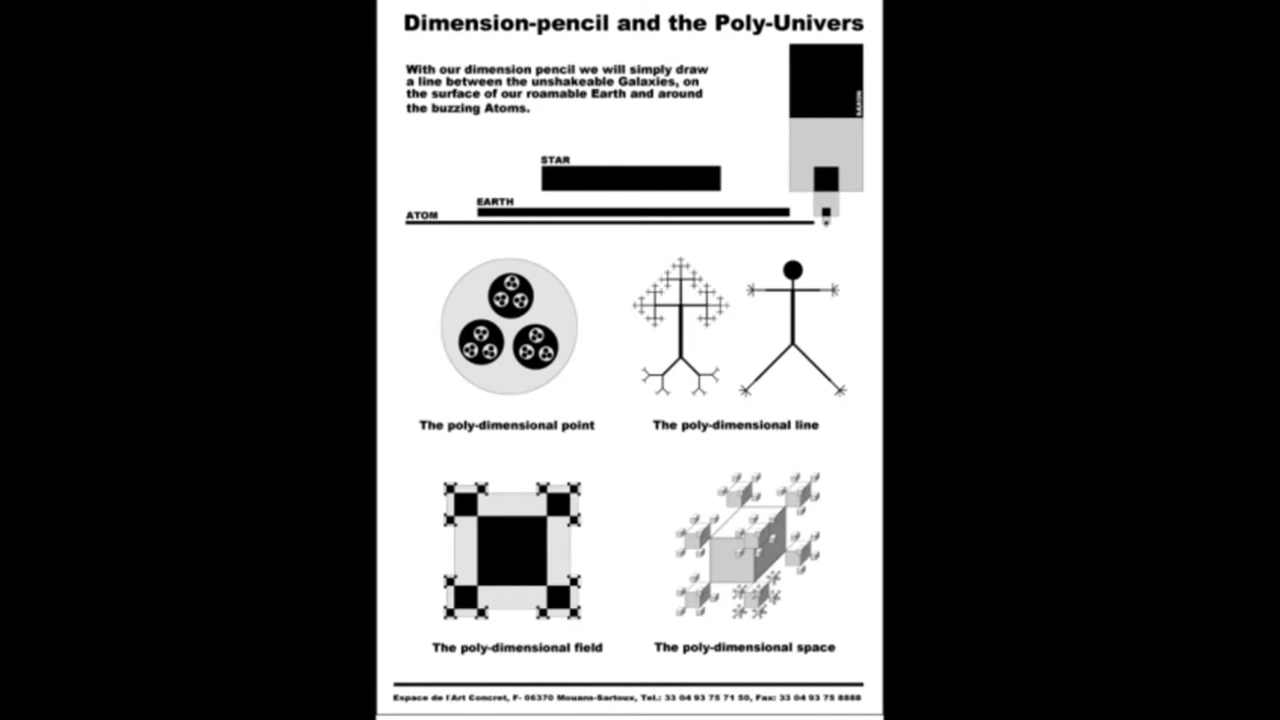 Dimension-pencil and the Poly-Univers
With our dimension pencil we will simply draw
a line between the unshakeable Galaxies, on
the surface of our roamable Earth and around
the buzzing Atoms.
SAXON
STAR
EARTH
ATOM
The poly-dimensional point
The poly-dimensional line
The poly-dimensional field
The poly-dimensional space
Espace de l'Art Concret, F- 06370 Mouans-Sartoux, Tel.: 33 04 93 75 71 50, Fax: 33 04 93 75 8888